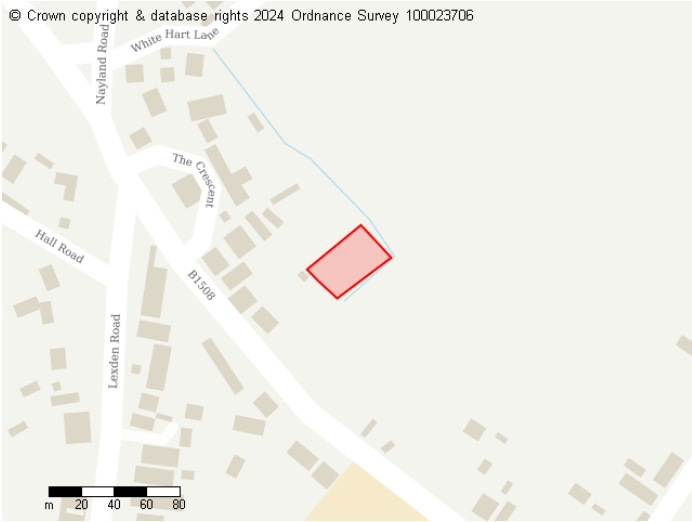 © Crown copyright & database rights 2024 Ordnance Survey 100023706
White Hart Lane
Nayland Road
The Crescent
Hall Road
B1508
Lexden Road
m 20 40 60 80